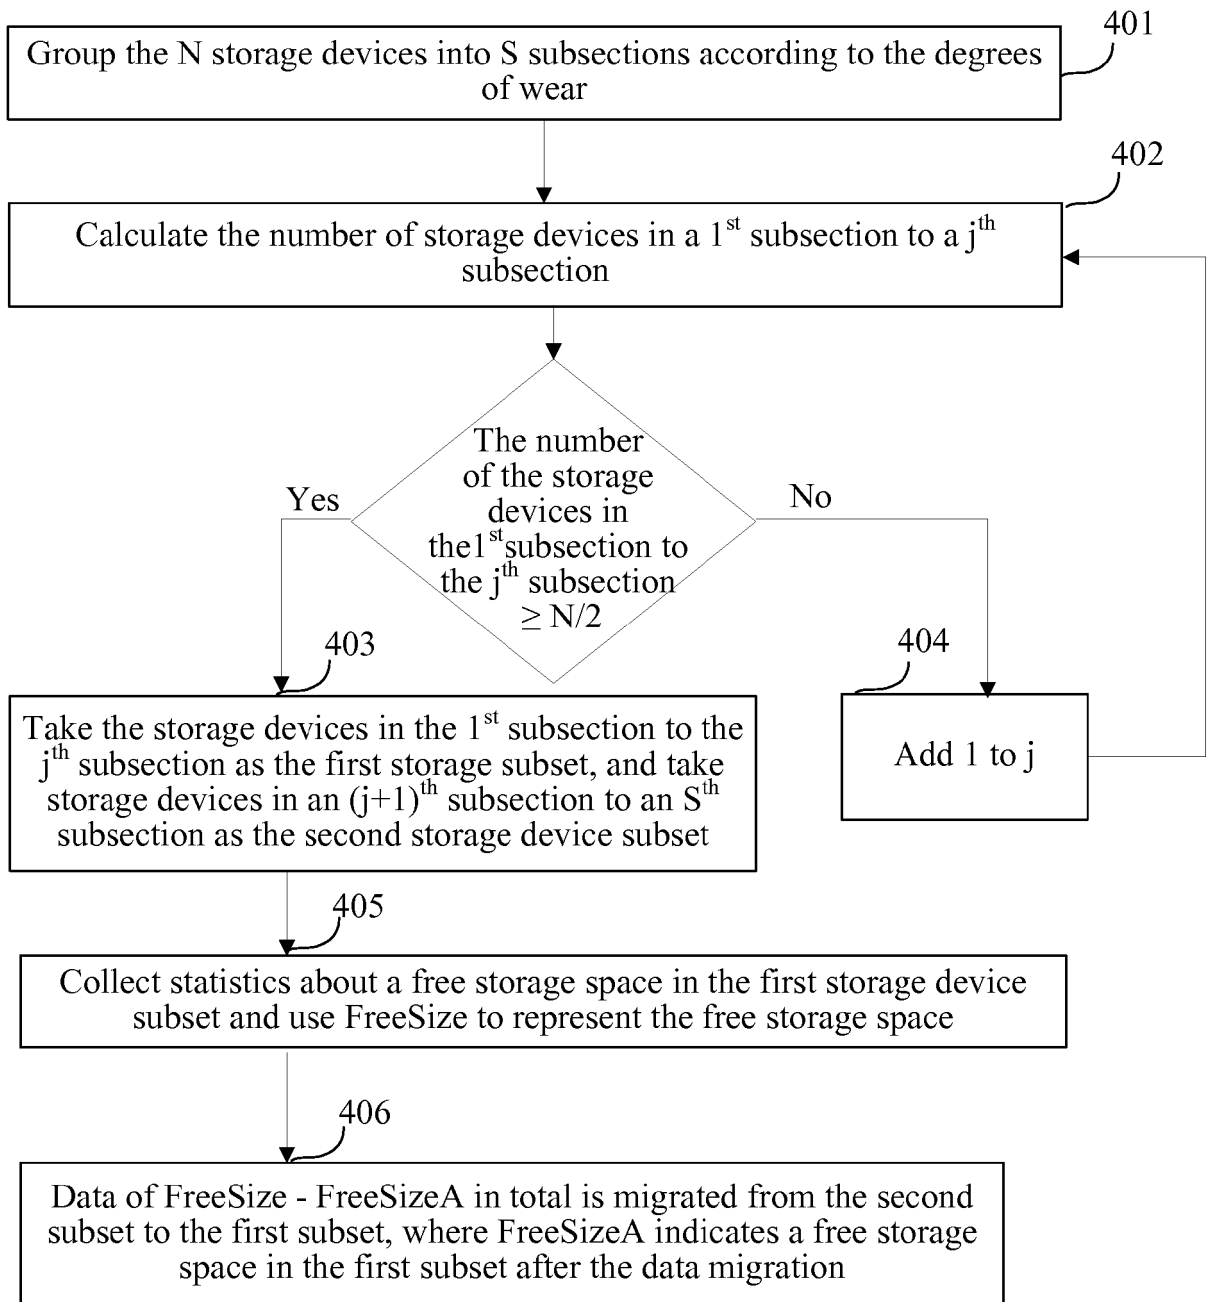 401
Group the N storage devices into S subsections according to the degrees
of wear
402
Calculate the number of storage devices in a 1st subsection to a jth
subsection
The number
of the storage
devices in
the1stsubsection to
the jth subsection
≥ N/2
Yes
No
403
404
Take the storage devices in the 1st subsection to the
jth subsection as the first storage subset, and take
storage devices in an (j+1)th subsection to an Sth
subsection as the second storage device subset
Add 1 to j
405
Collect statistics about a free storage space in the first storage device
subset and use FreeSize to represent the free storage space
406
Data of FreeSize - FreeSizeA in total is migrated from the second
subset to the first subset, where FreeSizeA indicates a free storage
space in the first subset after the data migration